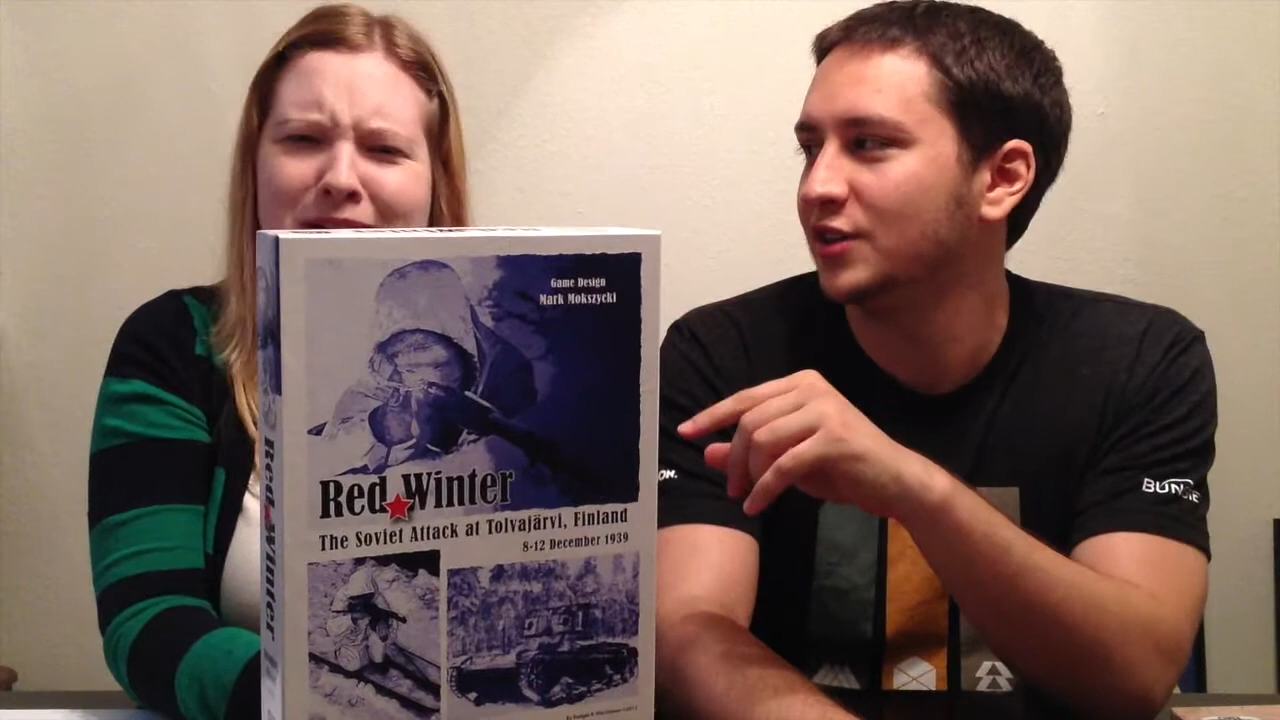 Game Design
Mark Mokszycki
Red Winter
The Soviet Attack at Tolvajärvi, Finland
8-12 December 1939
Red Winter
BUNGIE